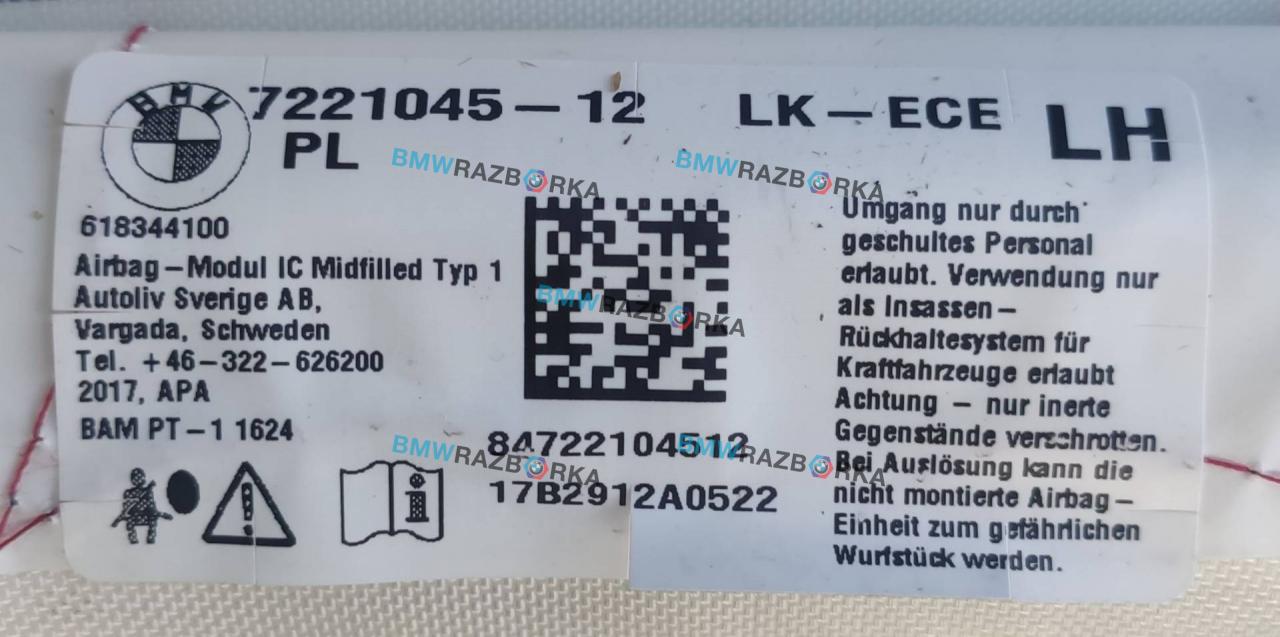 BMW
7221045-12 LK-ECE LH
PL
618344100
Airbag-Modul IC Midfilled Typ 1
Autoliv Sverige AB,
Vargada, Schweden
Tel. +46-322-626200
2017, APA
BAM PT-1 1624
84722104512
17B2912A0522
Umgang nur durch
geschultes Personal
erlaubt. Verwendung nur
als Insassen-
Rückhaltesystem für
Kraftfahrzeuge erlaubt
Achtung - nur inerte
Gegenstände verschrotten.
Bei Auslösung kann die
nicht montierte Airbag-
Einheit zum gefährlichen
Wurfstück werden.
BMWRAZBORKA
BMWRAZBORKA
BMWRAZBORKA
BMWRAZBORKA
BMWRAZBORKA